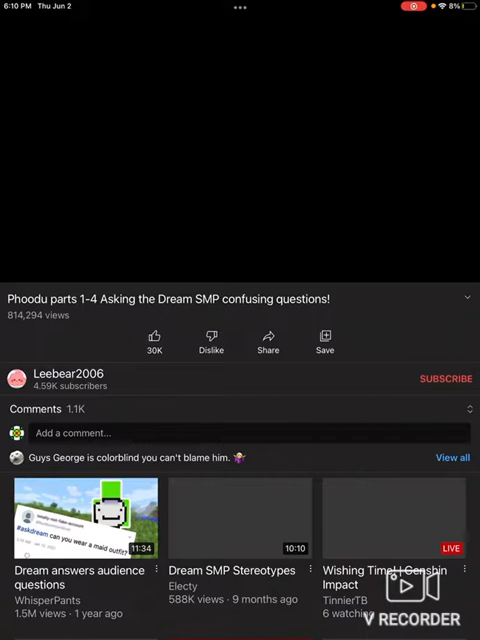 6:10 PM Thu Jun 2
8%
Phoodu parts 1-4 Asking the Dream SMP confusing questions!
814,294 views
30K
Dislike
Share
Save
Leebear2006
4.59K subscribers
SUBSCRIBE
Comments 1.1K
Add a comment...
Guys George is colorblind you can't blame him.
View all
#askdream can you wear a maid outfit?
11:34
10:10
LIVE
Dream answers audience questions
WhisperPants
1.5M views · 1 year ago
Dream SMP Stereotypes
Electy
588K views · 9 months ago
Wishing Time! | Genshin Impact
TinnierTB
6 watching
V RECORDER